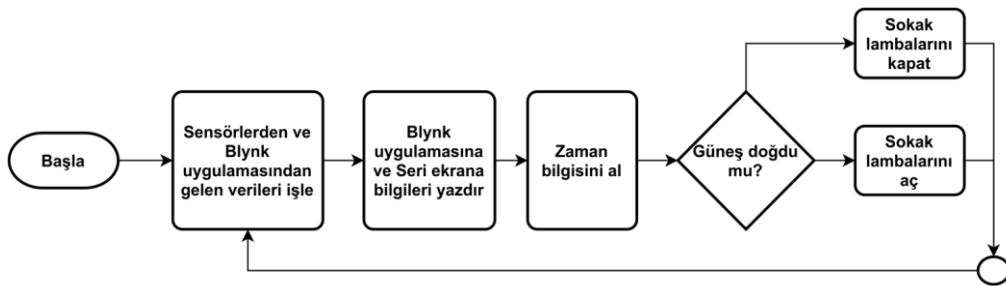 Başla
Sensörlerden ve
Blynk
uygulamasından
gelen verileri işle
Blynk
uygulamasına
ve Seri ekrana
bilgileri yazdır
Zaman
bilgisini al
Güneş doğdu
mu?
Sokak
lambalarını
kapat
Sokak
lambalarını
aç